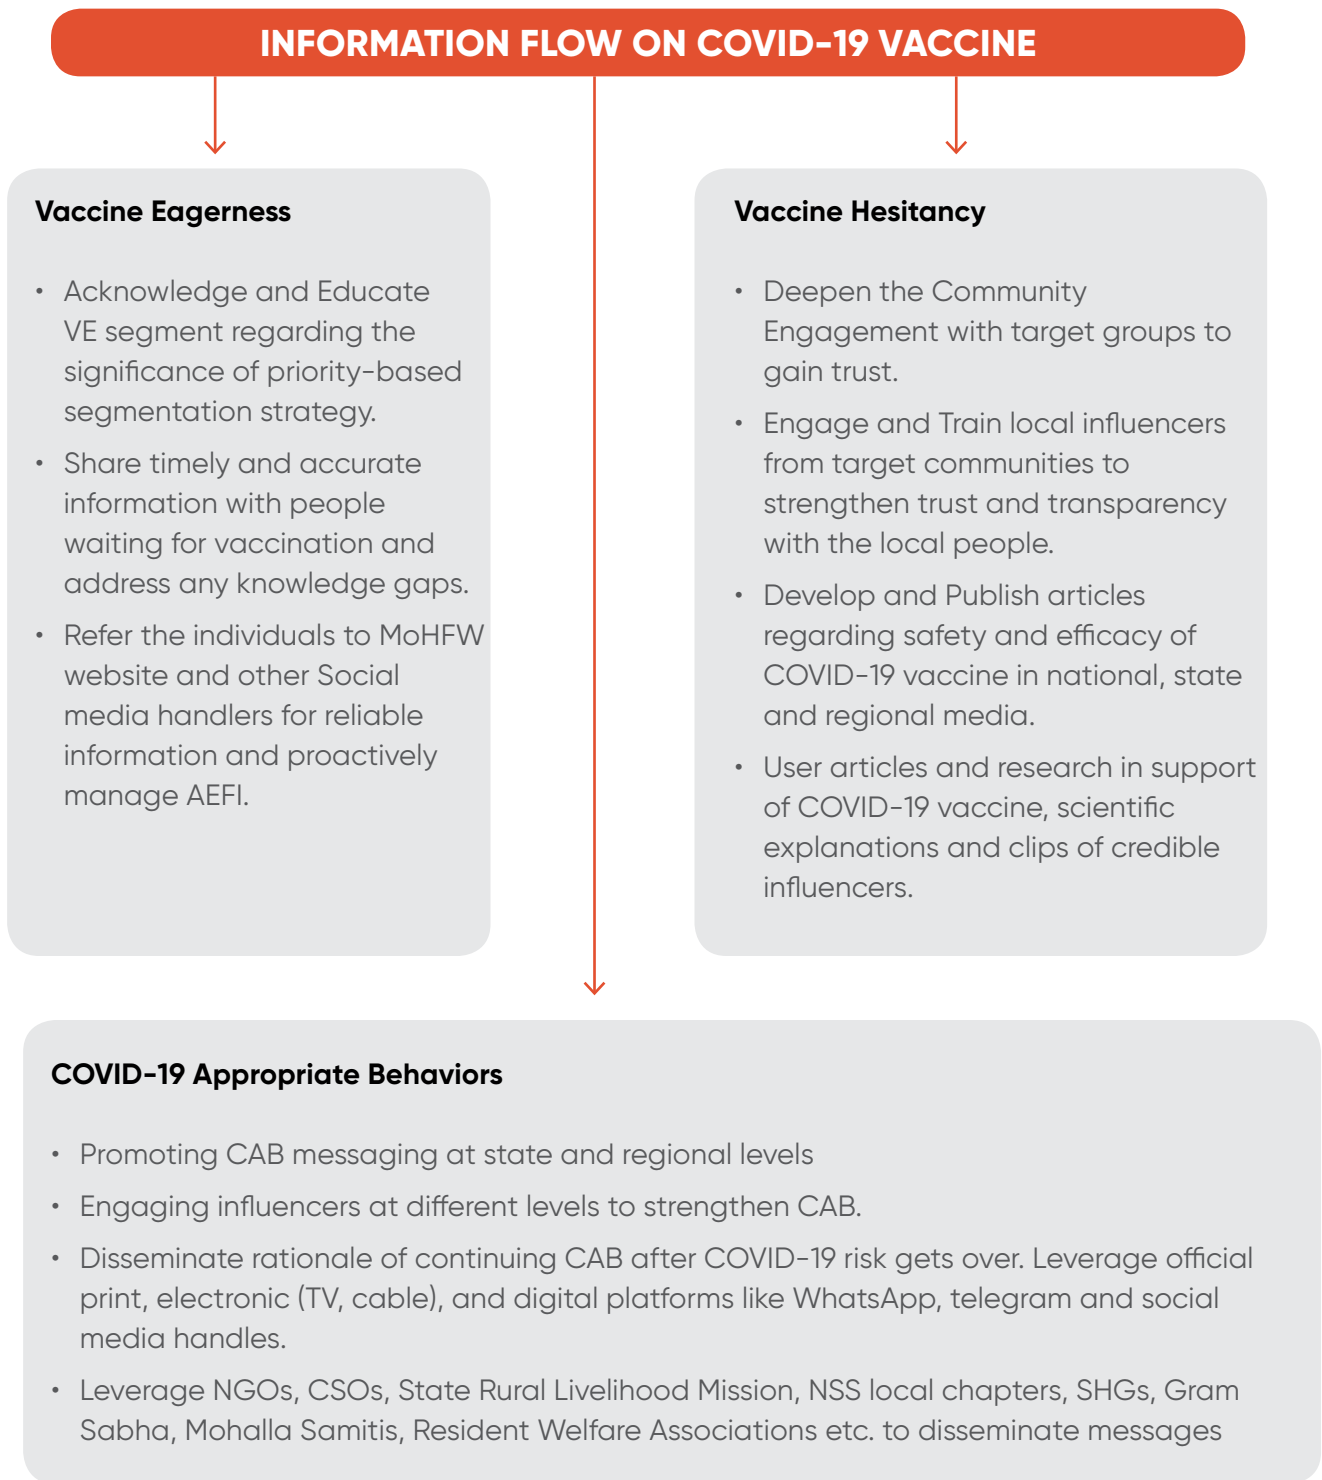 INFORMATION FLOW ON COVID-19 VACCINE
Vaccine Eagerness
• Acknowledge and Educate
VE segment regarding the
significance of priority-based
segmentation strategy.
• Share timely and accurate
information with people
waiting for vaccination and
address any knowledge gaps.
• Refer the individuals to MoHFW
website and other Social
media handlers for reliable
information and proactively
manage AEFI.
Vaccine Hesitancy
• Deepen the Community
Engagement with target groups to
gain trust.
• Engage and Train local influencers
from target communities to
strengthen trust and transparency
with the local people.
• Develop and Publish articles
regarding safety and efficacy of
COVID-19 vaccine in national, state
and regional media.
• User articles and research in support
of COVID-19 vaccine, scientific
explanations and clips of credible
influencers.
COVID-19 Appropriate Behaviors
• Promoting CAB messaging at state and regional levels
• Engaging influencers at different levels to strengthen CAB.
• Disseminate rationale of continuing CAB after COVID-19 risk gets over. Leverage official
print, electronic (TV, cable), and digital platforms like WhatsApp, telegram and social
media handles.
• Leverage NGOs, CSOs, State Rural Livelihood Mission, NSS local chapters, SHGs, Gram
Sabha, Mohalla Samitis, Resident Welfare Associations etc. to disseminate messages